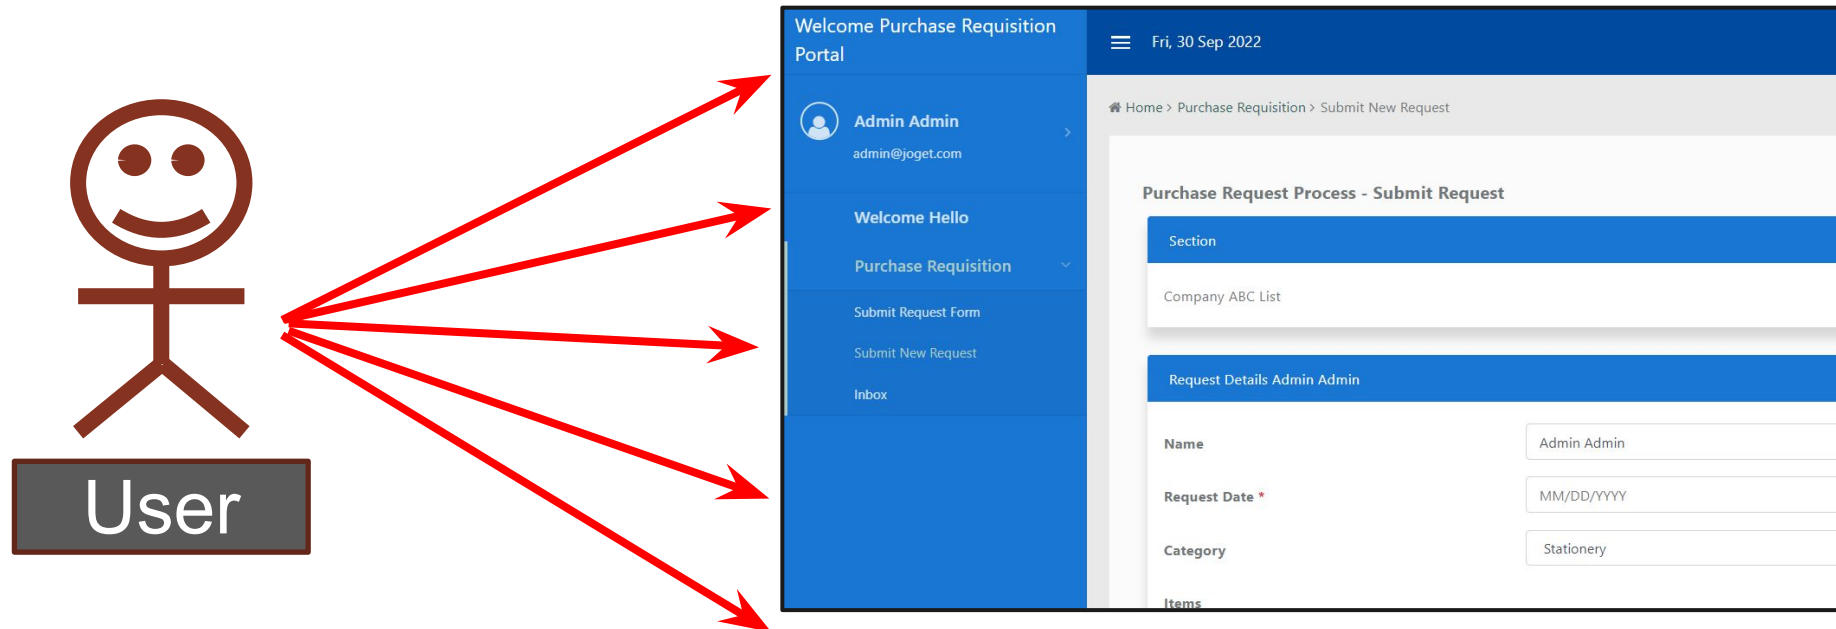 User
Welcome Purchase Requisition
Portal
Admin Admin
admin@joget.com
Welcome Hello
Purchase Requisition
Submit Request Form
Submit New Request
Inbox
Fri, 30 Sep 2022
Home > Purchase Requisition > Submit New Request
Purchase Request Process - Submit Request
Section
Company ABC List
Request Details Admin Admin
Name Admin Admin
Request Date * MM/DD/YYYY
Category Stationery
Items